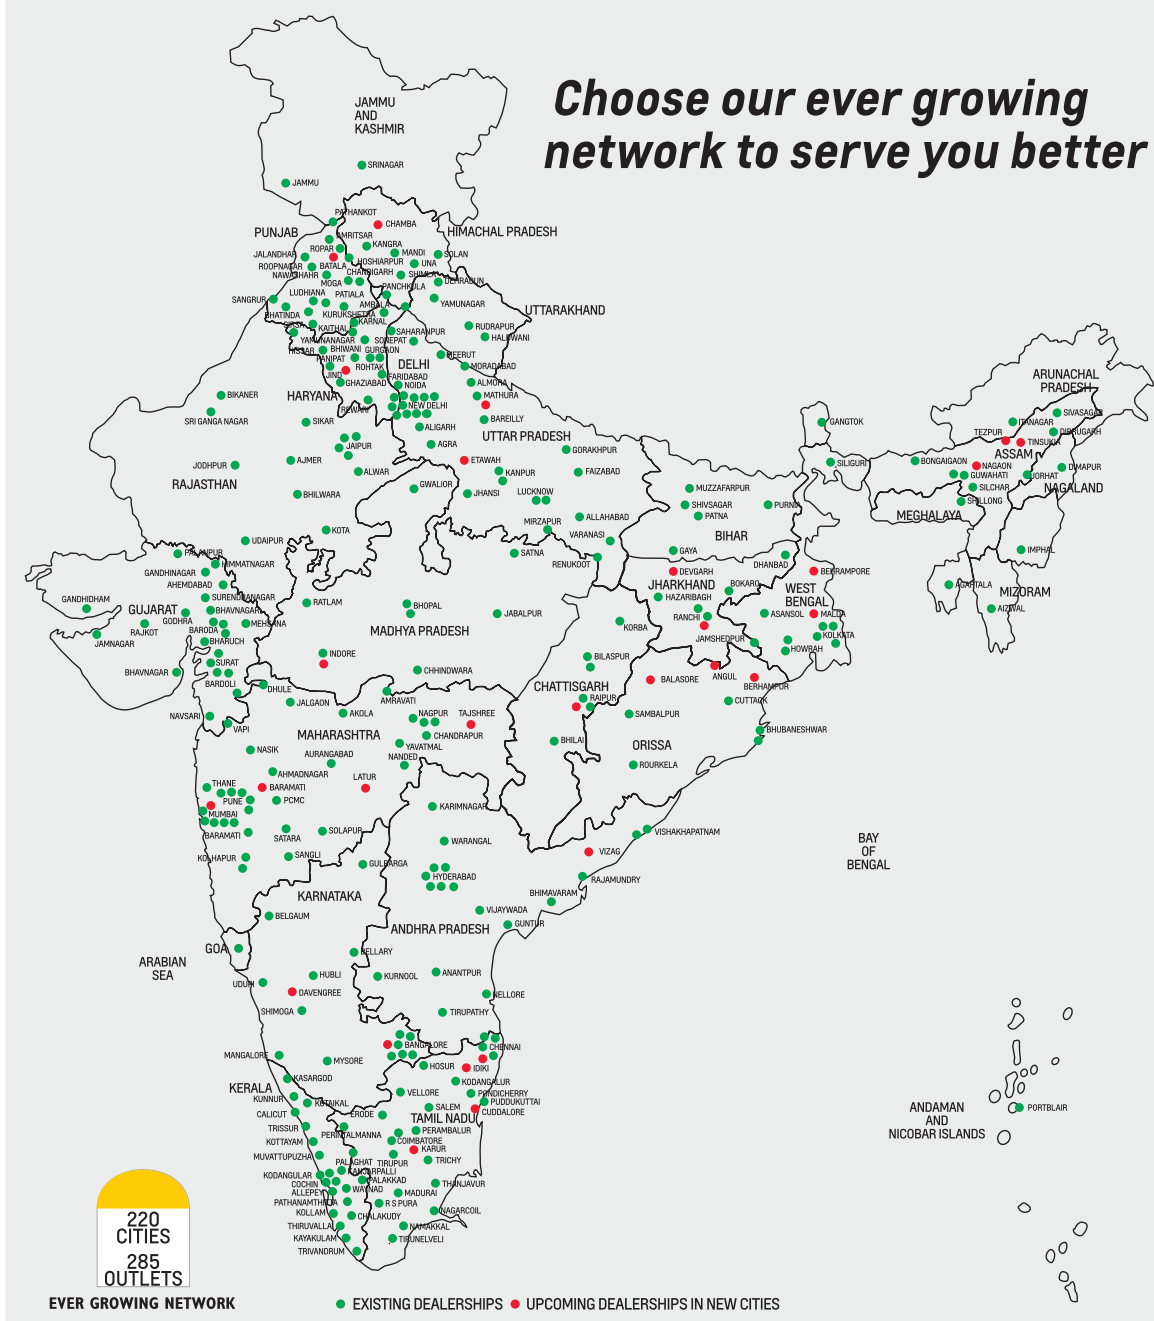 Choose our ever growing
network to serve you better
JAMMU
AND
KASHMIR
SRINAGAR
JAMMU
PATHANKOT
CHAMBA
PUNJAB
AMRITSAR
HIMACHAL PRADESH
ROPAR
KANGRA
JALANDHAR
MANDI
SOLAN
HOSHIARPUR
UNA
ROOPNAGAR
BATALA
NAWASHAHR
CHANDIGARH
SHIMLA
MOGA
DEHRADUN
PANCHKULA
LUDHIANA
PATIALA
SANGRUR
AMBALA
YAMUNAGAR
UTTARAKHAND
BHATINDA
KURUKSHETRA
SIRSA
KAITHAL
KARNAL
RUDRAPUR
SAHARANPUR
HALDWANI
YAMUNANAGAR
SONEPAT
HISSAR
BHIWANI
GURGAON
MEERUT
PANIPAT
ROHTAK
DELHI
MORADABAD
JIND
FARIDABAD
GHAZIABAD
NOIDA
ALMORA
HARYANA
MATHURA
BIKANER
REWARI
NEW DELHI
SRI GANGA NAGAR
SIKAR
BAREILLY
ALIGARH
UTTAR PRADESH
JAIPUR
AGRA
GORAKHPUR
AJMER
ETAWAH
JODHPUR
ALWAR
KANPUR
FAIZABAD
RAJASTHAN
GWALIOR
BHILWARA
JHANSI
LUCKNOW
MUZZAFARPUR
SHIVSAGAR
PURNIA
PATNA
ALLAHABAD
MIRZAPUR
KOTA
VARANASI
BIHAR
UDAIPUR
SATNA
GAYA
PALANPUR
RENUKOOT
DHANBAD
HIMMATNAGAR
GANDHINAGAR
DEVGARH
BEHRAMPORE
AHEMDABAD
JHARKHAND
BOKARO
WEST
BENGAL
GANDHIDHAM
SURENDRANAGAR
HAZARIBAGH
GUJARAT
BHAVNAGAR
RATLAM
BHOPAL
JABALPUR
RANCHI
ASANSOL
MALDA
GODHRA
MEHSANA
RAJKOT
BARODA
MADHYA PRADESH
KORBA
JAMSHEDPUR
KOLKATA
JAMNAGAR
BHARUCH
HOWRAH
INDORE
BILASPUR
SURAT
BHAVNAGAR
CHHINDWARA
BALASORE
ANGUL
BARDOLI
DHULE
CHATTISGARH
BERHAMPUR
JALGAON
AMRAVATI
RAIPUR
CUTTACK
NAVSARI
AKOLA
NAGPUR
TAJSHREE
SAMBALPUR
VAPI
MAHARASHTRA
CHANDRAPUR
BHUBANESHWAR
NASIK
AURANGABAD
YAVATMAL
NANDED
BHILAI
ORISSA
AHMADNAGAR
ROURKELA
THANE
BARAMATI
LATUR
PUNE
PCMC
KARIMNAGAR
MUMBAI
BARAMATI
SATARA
SOLAPUR
WARANGAL
VISHAKHAPATNAM
KOLHAPUR
SANGLI
GULBARGA
VIZAG
HYDERABAD
RAJAMUNDRY
KARNATAKA
BHIMAVARAM
BELGAUM
VIJAYWADA
ANDHRA PRADESH
GUNTUR
GOA
BELLARY
ARABIAN
SEA
HUBLI
KURNOOL
ANANTPUR
UDUPI
DAVENGREE
NELLORE
SHIMOGA
TIRUPATHY
BANGALORE
CHENNAI
MANGALORE
MYSORE
HOSUR
IDIKI
KASARGOD
KODANGALUR
KERALA
VELLORE
PONDICHERRY
KUNNUR
KOTAIKAL
PUDDUKUTTAI
CALICUT
ERODE
SALEM
CUDDALORE
TAMIL NADU
TRISSUR
PERINTALMANNA
PERAMBALUR
KOTTAYAM
COIMBATORE
KARUR
MUVATTUPUZHA
PALAGHAT
TIRUPUR
TRICHY
KODANGULAR
KANJARPALLI
COCHIN
PALAKKAD
THANJAVUR
ALLEPEY
WAYNAD
MADURAI
PATHANAMTHITTA
R S PURA
KOLLAM
CHALAKUDY
NAGARCOIL
THIRUVALLA
NAMAKKAL
KAYAKULAM
TIRUNELVELI
TRIVANDRUM
ARUNACHAL
PRADESH
SIVASAGAR
GANGTOK
ITANAGAR
DIBRUGARH
TEZPUR
TINSUKIA
SILIGURI
BONGAIGAON
ASSAM
NAGAON
DIMAPUR
GUWAHATI
JORHAT
SILCHAR
NAGALAND
SHILLONG
MEGHALAYA
IMPHAL
AGARTALA
MIZORAM
AIZWAL
BAY
OF
BENGAL
ANDAMAN
AND
NICOBAR ISLANDS
PORTBLAIR
220
CITIES
285
OUTLETS
EVER GROWING NETWORK
EXISTING DEALERSHIPS
UPCOMING DEALERSHIPS IN NEW CITIES